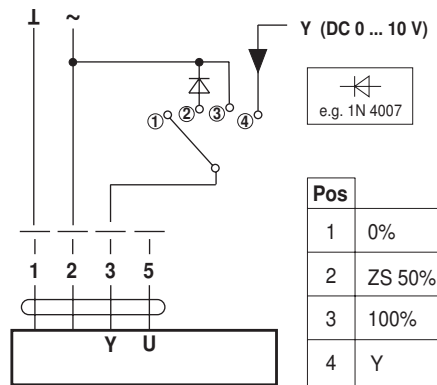 ⊥ ~
Y (DC 0 ... 10 V)
① ② ③ ④
e.g. 1N 4007
1 2 3 5
Y U
Pos
1 0%
2 ZS 50%
3 100%
4 Y